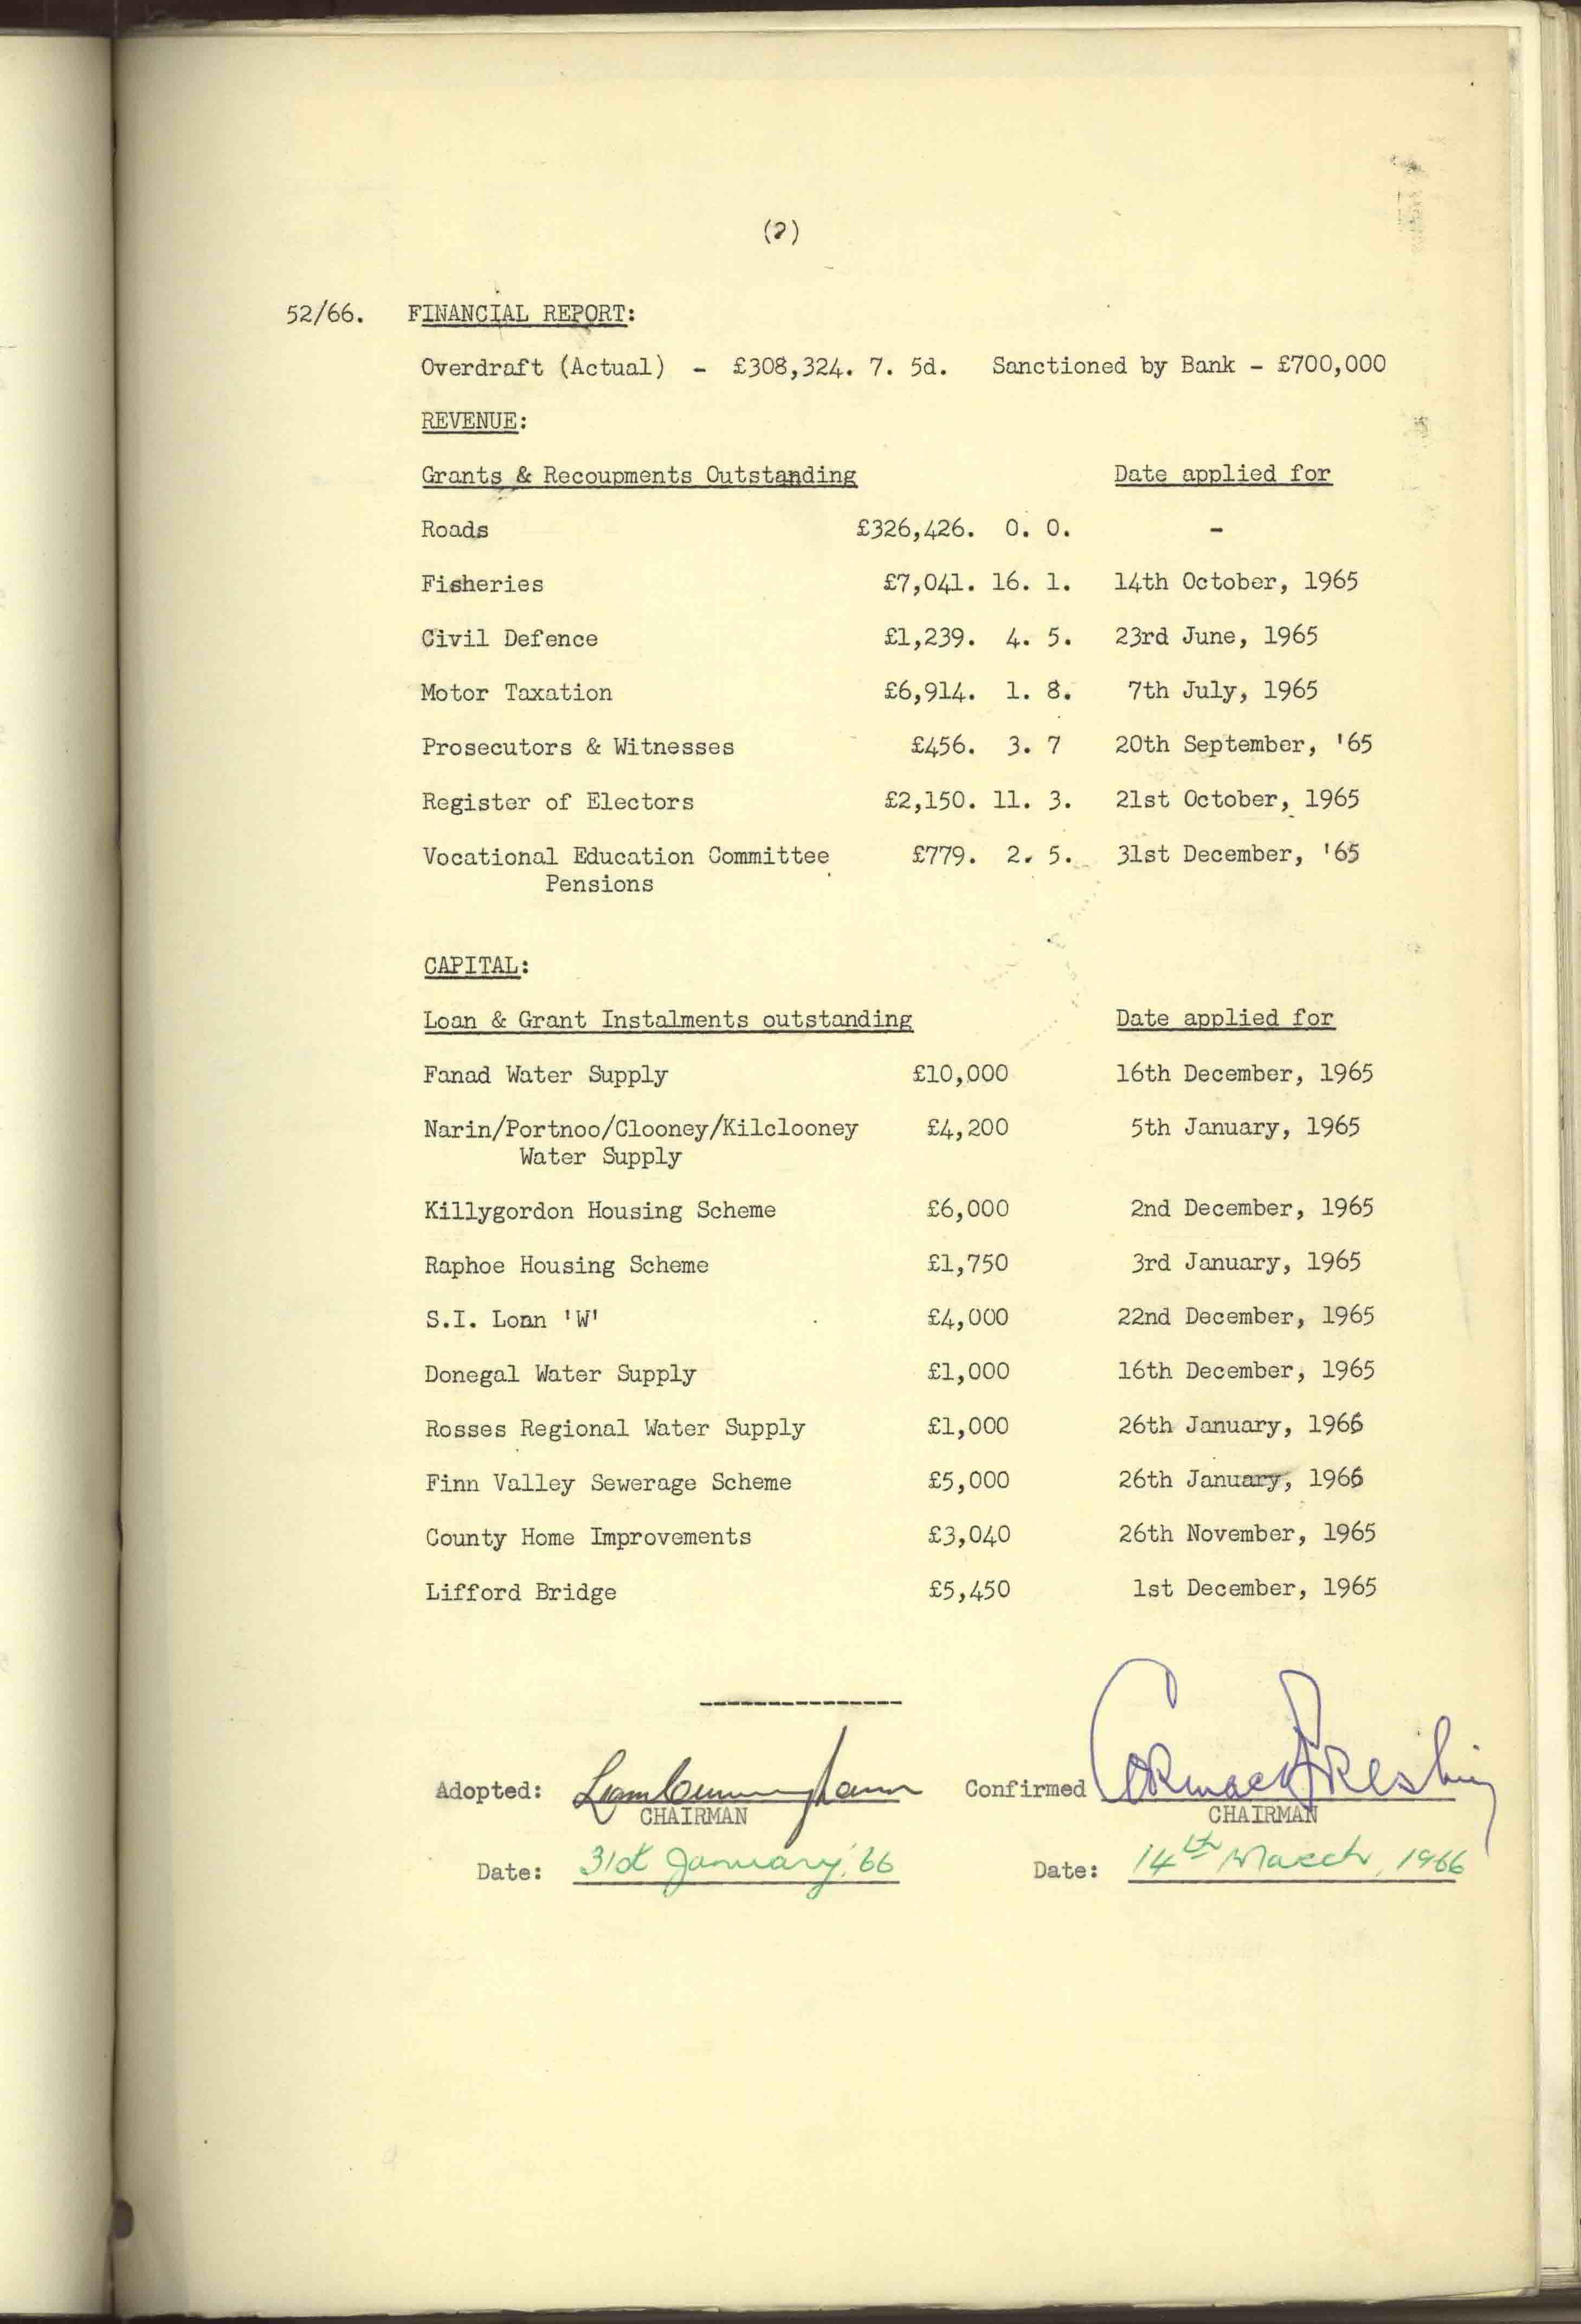 (2)
52/66. FINANCIAL REPORT:
Overdraft (Actual) - £308,324. 7. 5d. Sanctioned by Bank - £700,000
REVENUE:
Grants & Recoupments Outstanding Date applied for
Roads £326,426. 0. 0. -
Fisheries £7,041. 16. 1. 14th October, 1965
Civil Defence £1,239. 4. 5. 23rd June, 1965
Motor Taxation £6,914. 1. 8. 7th July, 1965
Prosecutors & Witnesses £456. 3. 7 20th September, '65
Register of Electors £2,150. 11. 3. 21st October, 1965
Vocational Education Committee £779. 2. 5. 31st December, '65
Pensions
CAPITAL:
Loan & Grant Instalments outstanding Date applied for
Fanad Water Supply £10,000 16th December, 1965
Narin/Portnoo/Clooney/Kilclooney £4,200 5th January, 1965
Water Supply
Killygordon Housing Scheme £6,000 2nd December, 1965
Raphoe Housing Scheme £1,750 3rd January, 1965
S.I. Loan 'W' £4,000 22nd December, 1965
Donegal Water Supply £1,000 16th December, 1965
Rosses Regional Water Supply £1,000 26th January, 1966
Finn Valley Sewerage Scheme £5,000 26th January, 1966
County Home Improvements £3,040 26th November, 1965
Lifford Bridge £5,450 1st December, 1965
Adopted: Liam Cunningham Confirmed Cormac Breslin
CHAIRMAN CHAIRMAN
Date: 31st January, 66 Date: 14th March, 1966